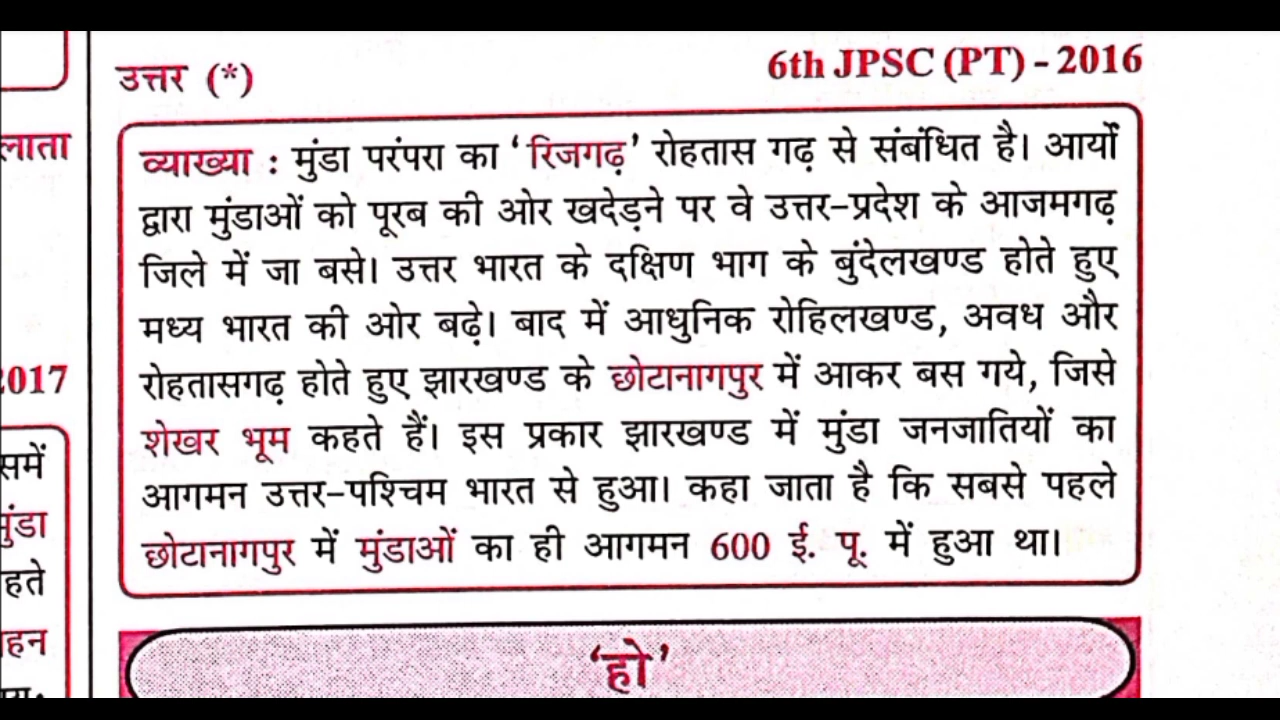 उत्तर (*)
6th JPSC (PT) - 2016
लाता
2017
व्याख्या : मुंडा परंपरा का ‘रिजगढ़’ रोहतास गढ़ से संबंधित है। आर्यों
द्वारा मुंडाओं को पूरब की ओर खदेड़ने पर वे उत्तर-प्रदेश के आजमगढ़
जिले में जा बसे। उत्तर भारत के दक्षिण भाग के बुंदेलखण्ड होते हुए
मध्य भारत की ओर बढ़े। बाद में आधुनिक रोहिलखण्ड, अवध और
रोहतासगढ़ होते हुए झारखण्ड के छोटानागपुर में आकर बस गये, जिसे
शेखर भूम कहते हैं। इस प्रकार झारखण्ड में मुंडा जनजातियों का
आगमन उत्तर-पश्चिम भारत से हुआ। कहा जाता है कि सबसे पहले
छोटानागपुर में मुंडाओं का ही आगमन 600 ई. पू. में हुआ था।
समें
मुंडा
हते
हन
‘हो’